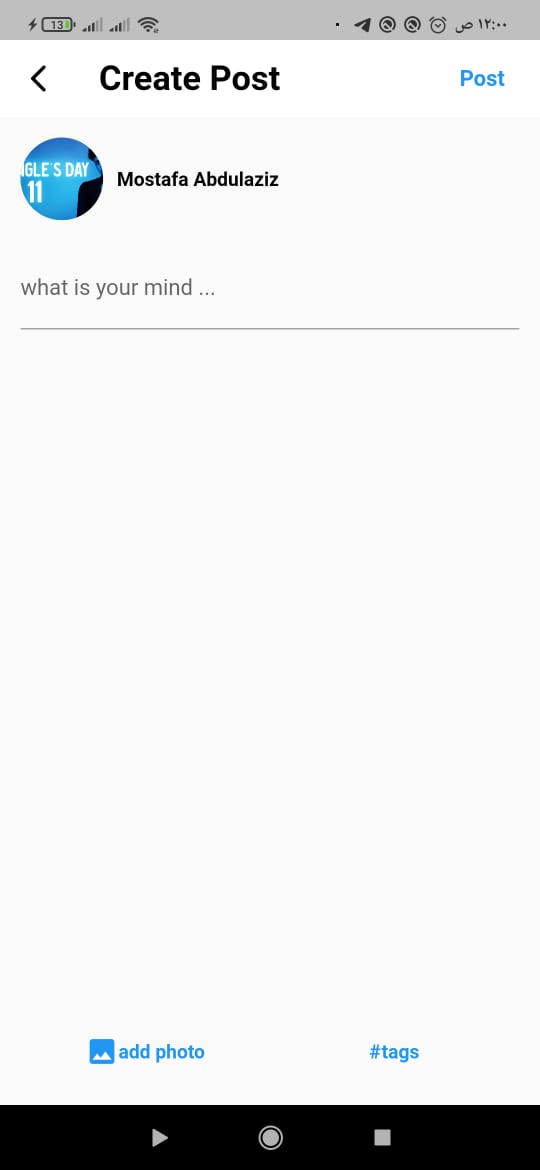 13
١٢:٠٠ ص
Create Post
Post
GLE'S DAY
11
Mostafa Abdulaziz
what is your mind ...
add photo
#tags